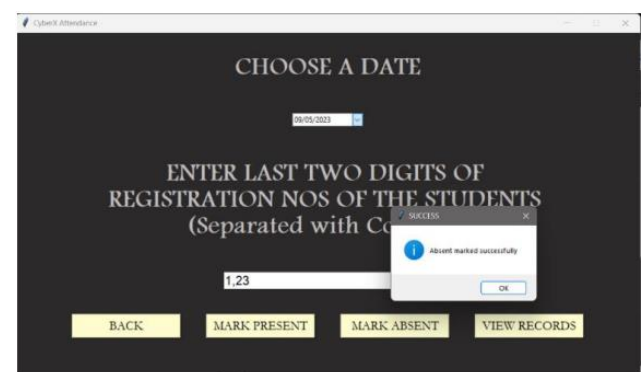 CyberX Attendance
CHOOSE A DATE
09/05/2023
ENTER LAST TWO DIGITS OF
REGISTRATION NOS OF THE STUDENTS
(Separated with
SUCCESS
Absent marked successfully
OK
1,23
BACK MARK PRESENT MARK ABSENT VIEW RECORDS